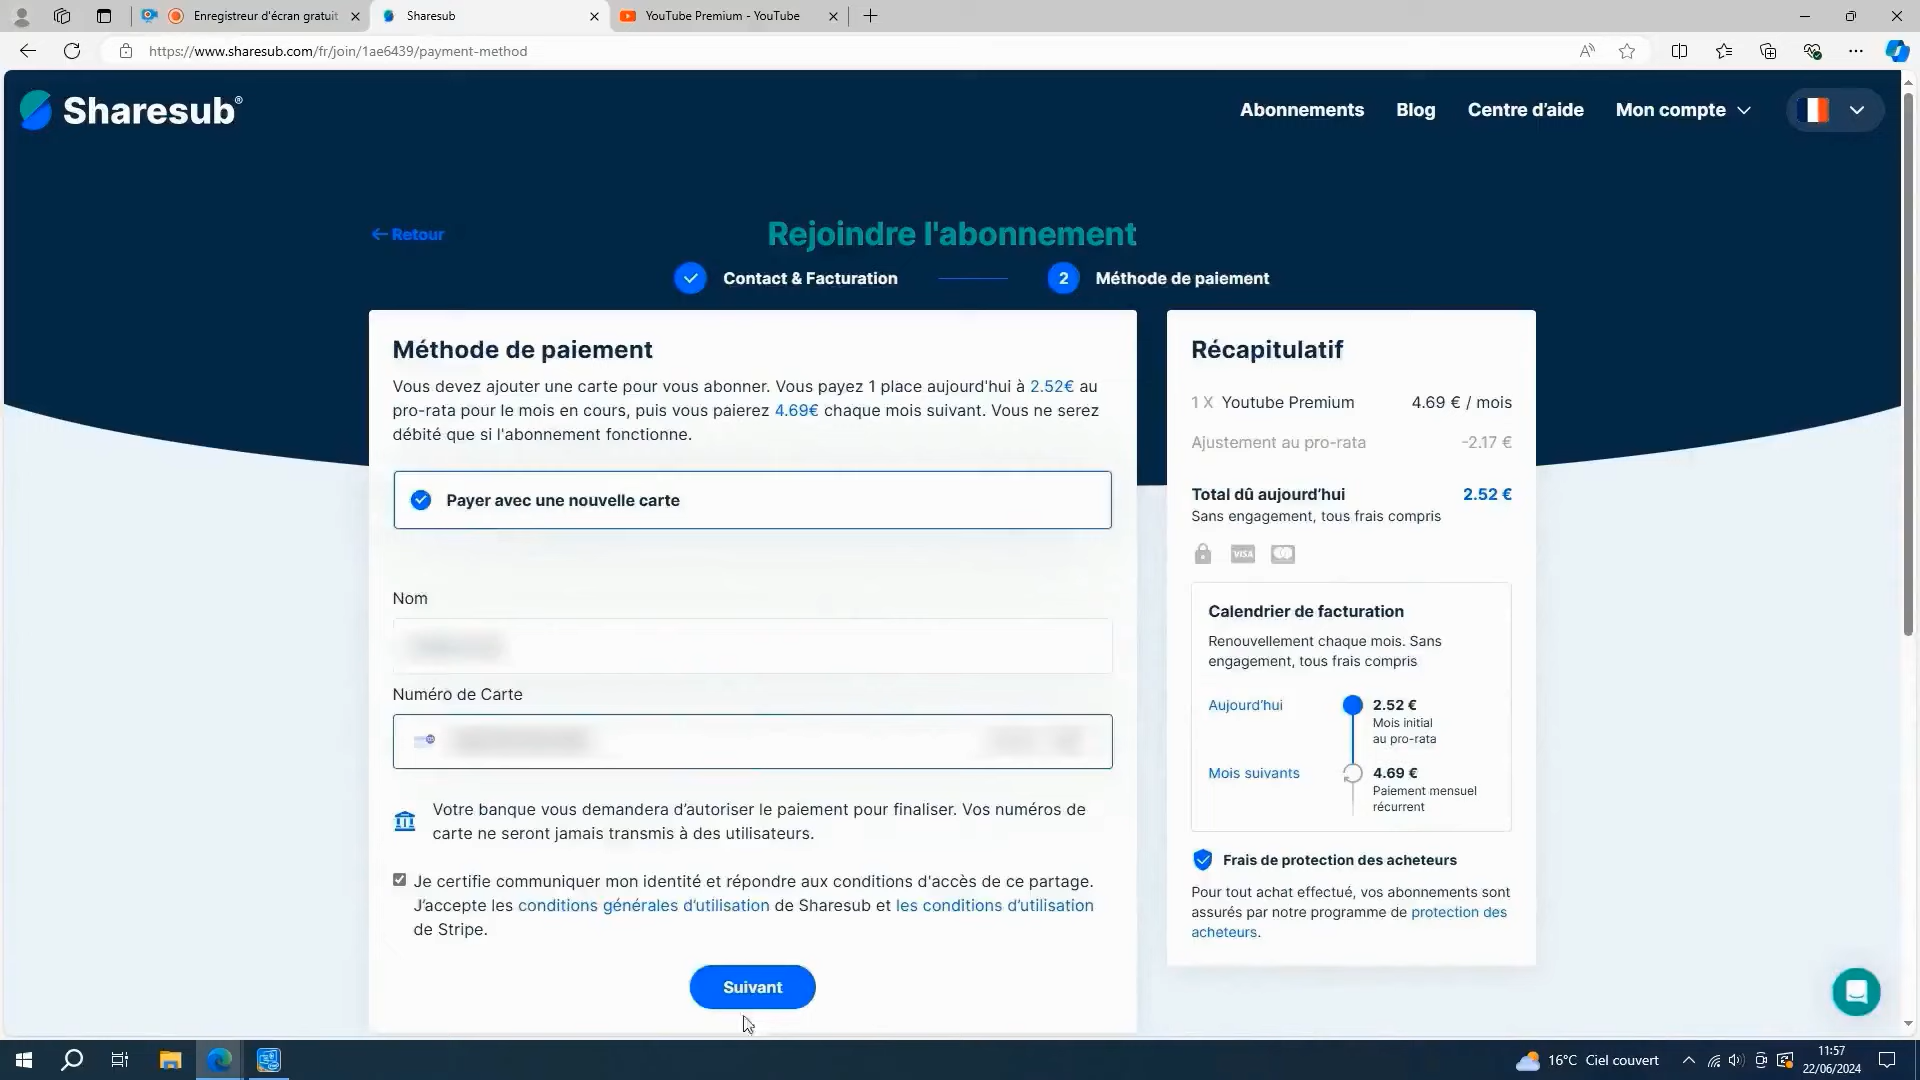 Enregistreur d'écran gratuit
Sharesub
YouTube Premium - YouTube
https://www.sharesub.com/fr/join/1ae6439/payment-method
Sharesub®
Abonnements
Blog
Centre d’aide
Mon compte
← Retour
Rejoindre l'abonnement
Contact & Facturation
2 Méthode de paiement
Méthode de paiement
Vous devez ajouter une carte pour vous abonner. Vous payez 1 place aujourd'hui à 2.52€ au
pro-rata pour le mois en cours, puis vous paierez 4.69€ chaque mois suivant. Vous ne serez
débité que si l'abonnement fonctionne.
Payer avec une nouvelle carte
Nom
Numéro de Carte
Votre banque vous demandera d’autoriser le paiement pour finaliser. Vos numéros de
carte ne seront jamais transmis à des utilisateurs.
Je certifie communiquer mon identité et répondre aux conditions d'accès de ce partage.
J’accepte les conditions générales d’utilisation de Sharesub et les conditions d’utilisation
de Stripe.
Suivant
Récapitulatif
1 X Youtube Premium 4.69 € / mois
Ajustement au pro-rata -2.17 €
Total dû aujourd’hui 2.52 €
Sans engagement, tous frais compris
VISA
Calendrier de facturation
Renouvellement chaque mois. Sans
engagement, tous frais compris
Aujourd’hui 2.52 €
Mois initial
au pro-rata
Mois suivants 4.69 €
Paiement mensuel
récurrent
Frais de protection des acheteurs
Pour tout achat effectué, vos abonnements sont
assurés par notre programme de protection des
acheteurs.
16°C Ciel couvert
11:57
22/06/2024